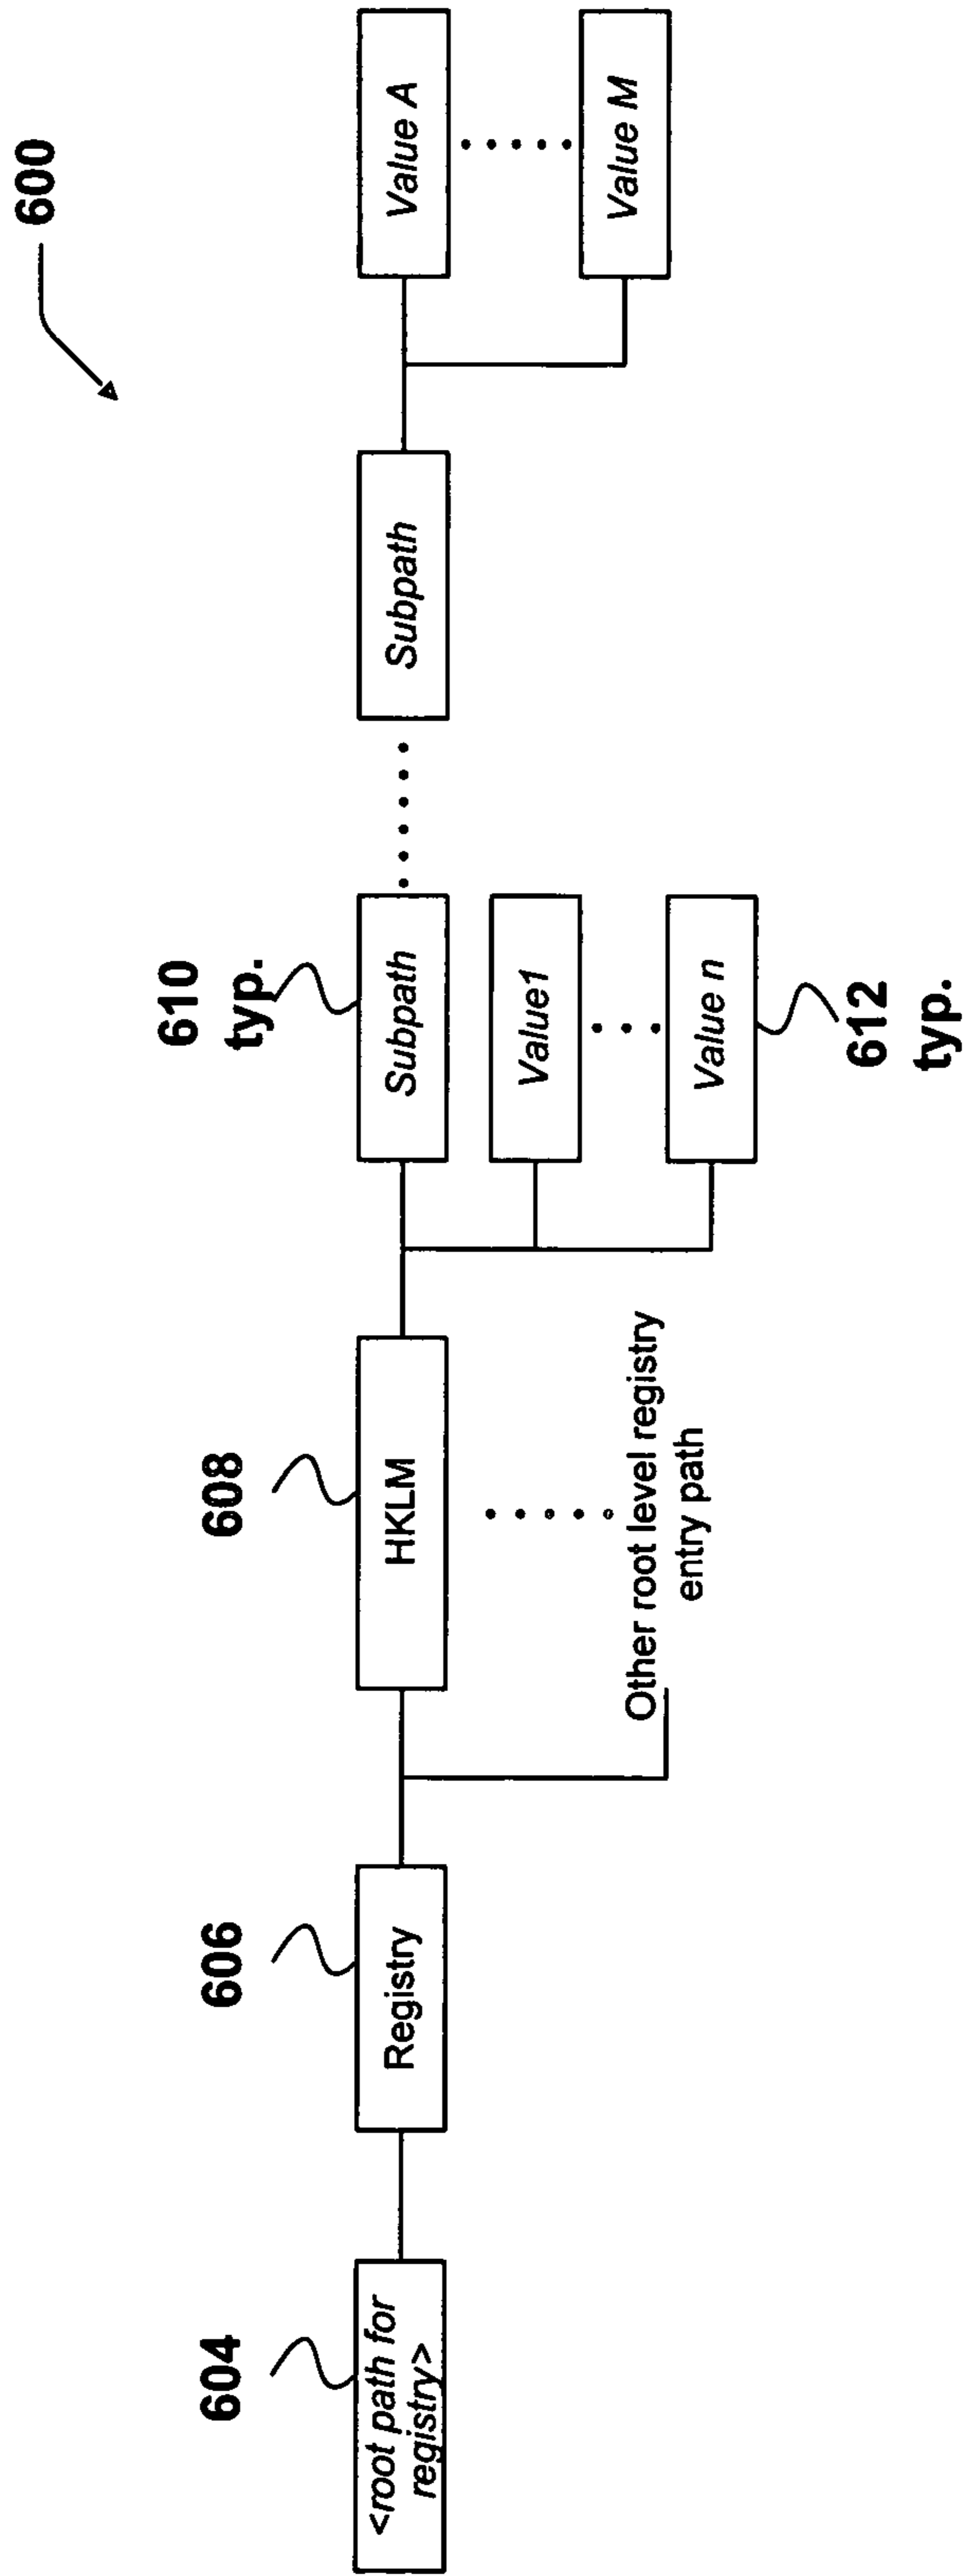 600
604
<root path for
registry>
606
Registry
608
HKLM
Other root level registry
entry path
610
typ.
Subpath
Value1
Value n
612
typ.
Subpath
Value A
Value M